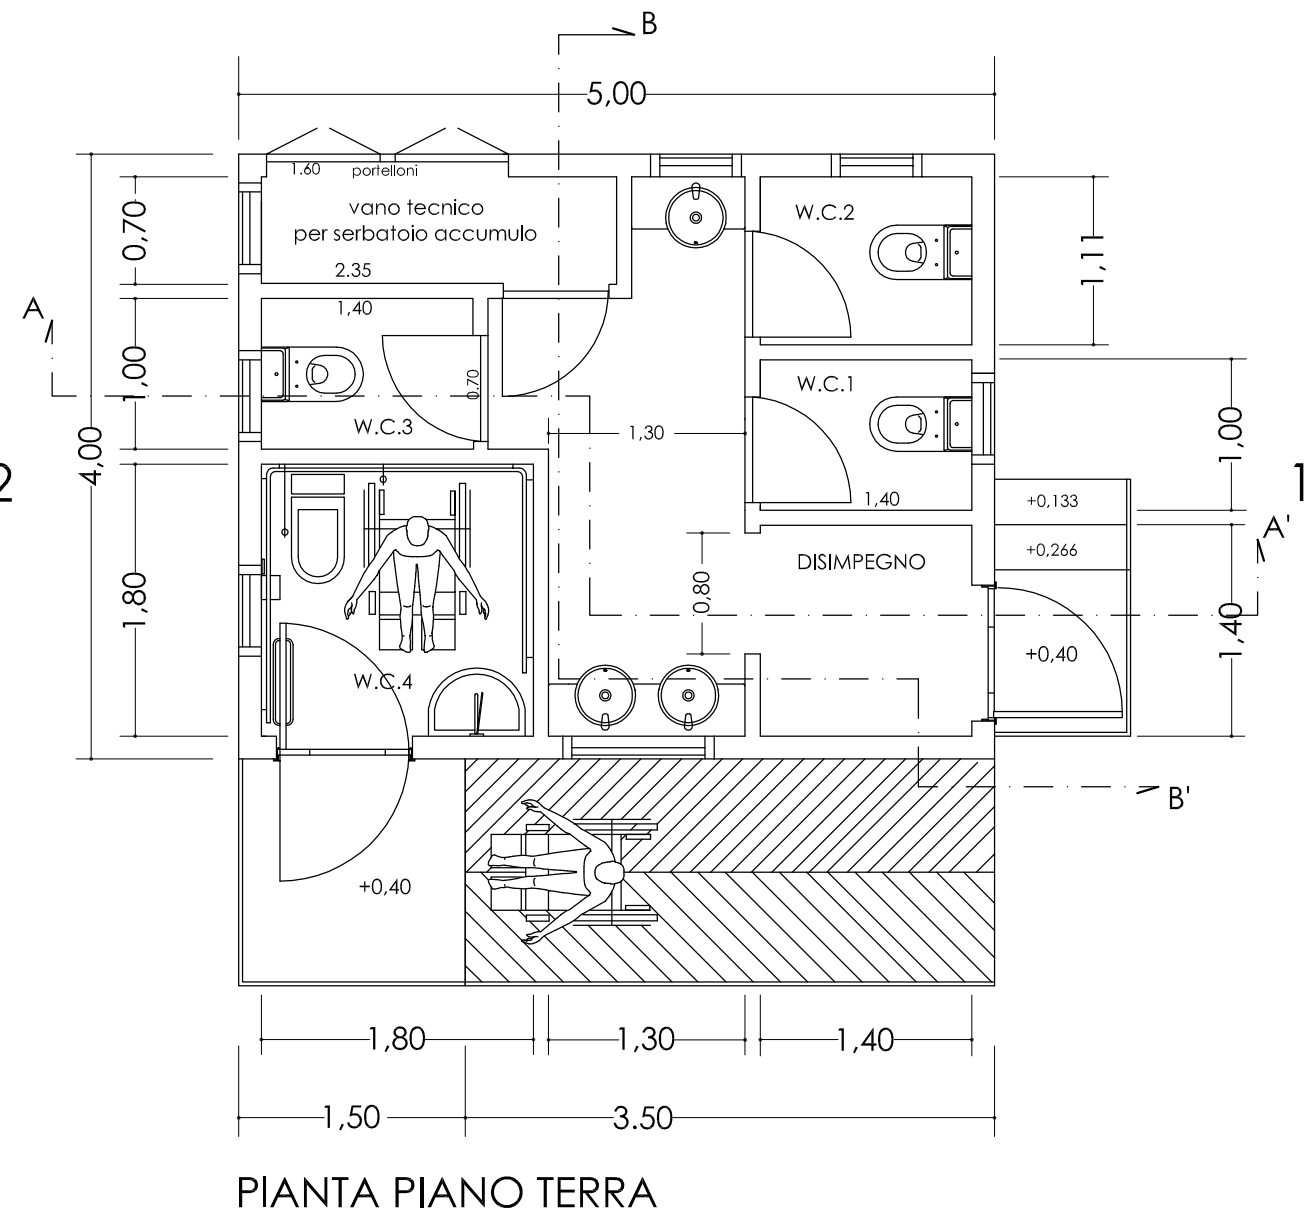 B
5,00
1.60 portelloni
vano tecnico
per serbatoio accumulo
2.35
0,70
W.C.2
1,11
A
1,40
1,00
0.70
W.C.3
W.C.1
1,30
1,00
4,00
2
1
1,40
+0,133
A'
+0,266
DISIMPEGNO
1,80
0,80
1,40
+0,40
W.C.4
B'
+0,40
1,80
1,30
1,40
1,50
3.50
PIANTA PIANO TERRA